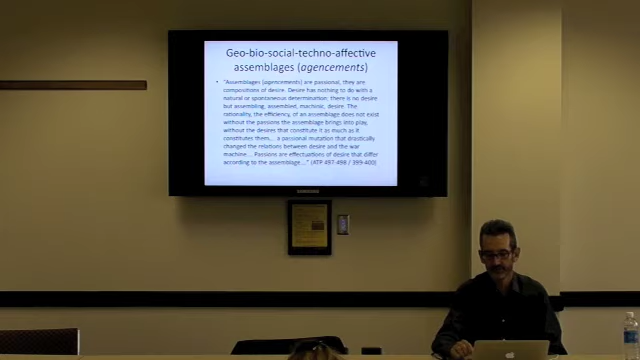 Geo-bio-social-techno-affective
assemblages (agencements)
• "Assemblages [agencements] are passional, they are
compositions of desire. Desire has nothing to do with a
natural or spontaneous determination; there is no desire
but assembling, assembled, machinic, desire. The
rationality, the efficiency, of an assemblage does not exist
without the passions the assemblage brings into play,
without the desires that constitute it as much as it
constitutes them… a passional mutation that drastically
changed the relations between desire and the war
machine… Passions are effectuations of desire that differ
according to the assemblage…" (ATP 497-498 / 399-400)
SAMSUNG